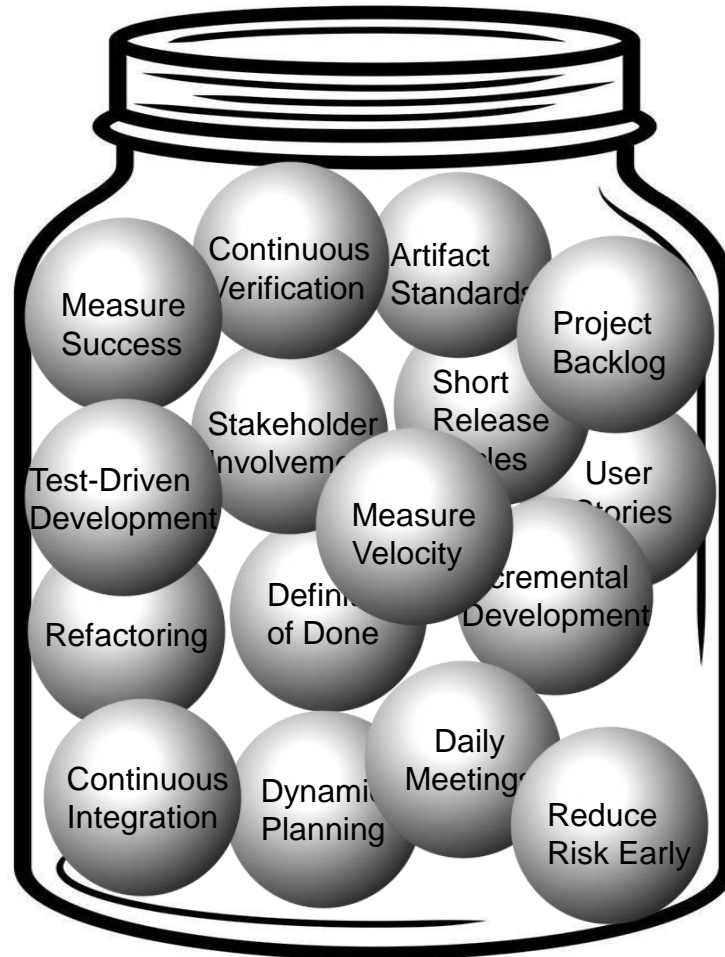 Continuous
Verification
Artifact
Standards
Measure
Success
Project
Backlog
Short
Release
Stakeholder
User
Test-Driven
Development
Measure
Velocity
Refactoring
of Done
Development
Continuous
Integration
Dynamic
Planning
Daily
Meetings
Reduce
Risk Early